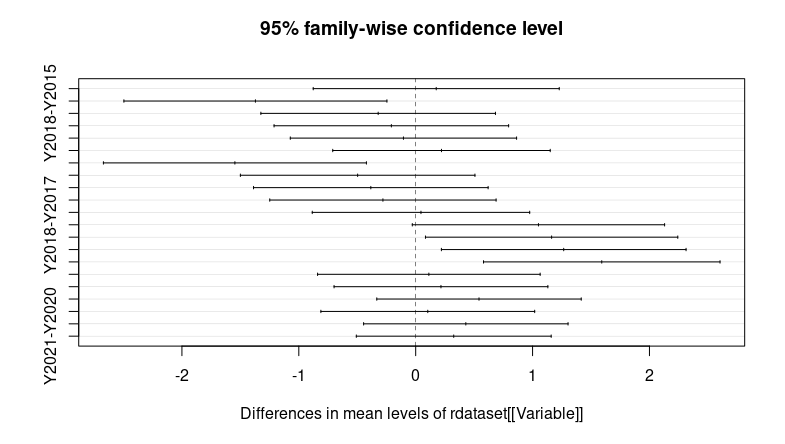 95% family-wise confidence level
Y2018-Y2015
Y2018-Y2017
Y2021-Y2020
-2 -1 0 1 2
Differences in mean levels of rdataset[[Variable]]